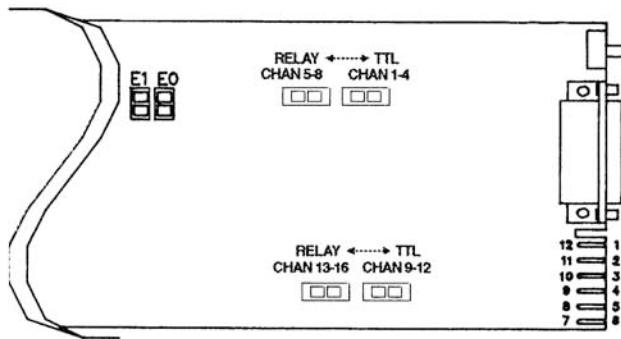 E1 E0
RELAY TTL
CHAN 5-8 CHAN 1-4
RELAY TTL
CHAN 13-16 CHAN 9-12
12 1
11 2
10 3
9 4
8 5
7 6